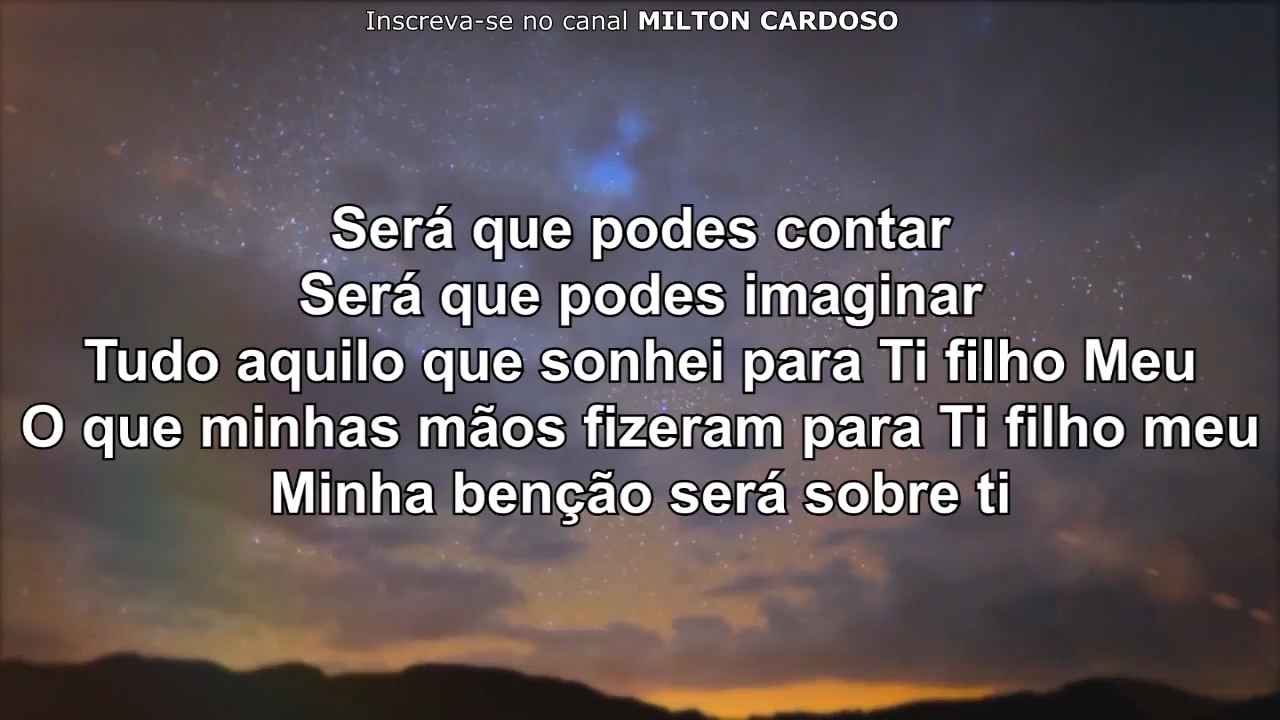 Inscreva-se no canal MILTON CARDOSO
Será que podes contar
Será que podes imaginar
Tudo aquilo que sonhei para Ti filho Meu
O que minhas mãos fizeram para Ti filho meu
Minha benção será sobre ti